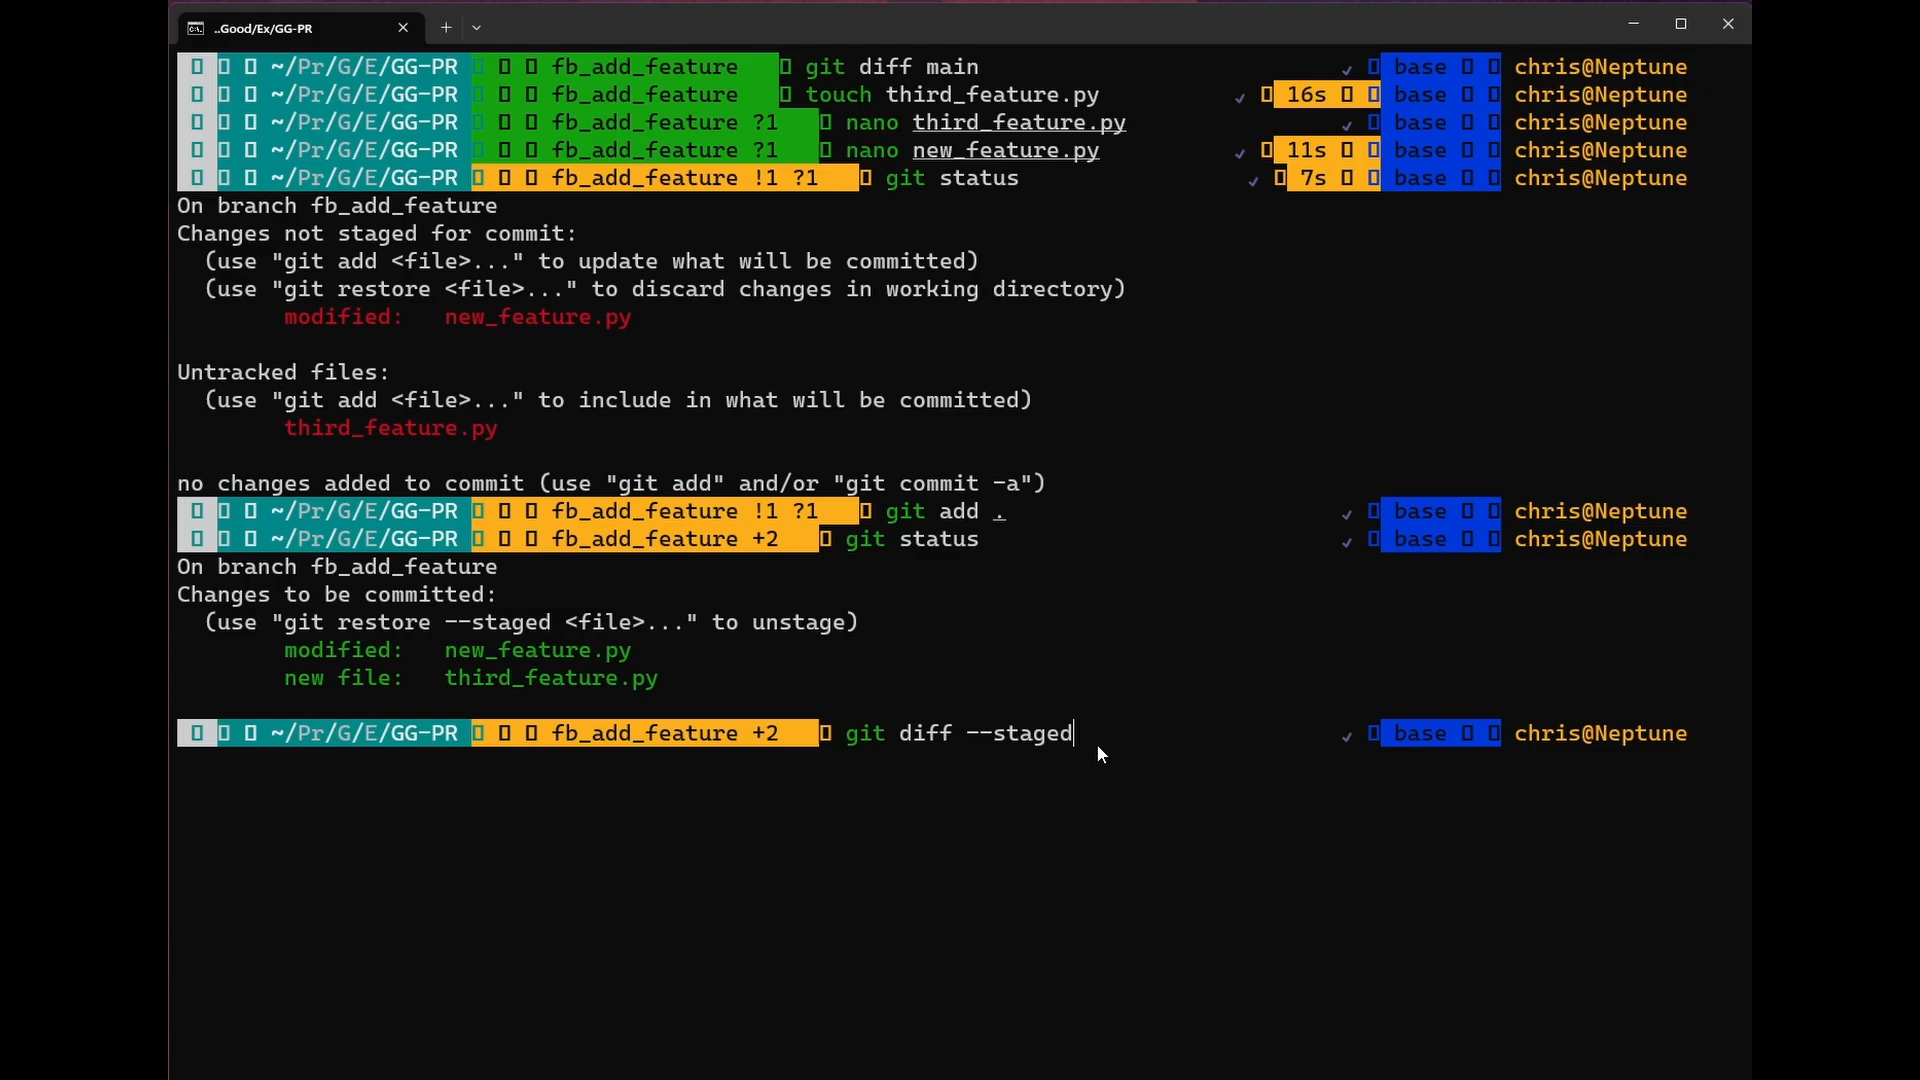 ..Good/Ex/GG-PR
~/Pr/G/E/GG-PR fb_add_feature git diff main ✓ base chris@Neptune
~/Pr/G/E/GG-PR fb_add_feature touch third_feature.py ✓ 16s base chris@Neptune
~/Pr/G/E/GG-PR fb_add_feature ?1 nano third_feature.py ✓ base chris@Neptune
~/Pr/G/E/GG-PR fb_add_feature ?1 nano new_feature.py ✓ 11s base chris@Neptune
~/Pr/G/E/GG-PR fb_add_feature !1 ?1 git status ✓ 7s base chris@Neptune
On branch fb_add_feature
Changes not staged for commit:
(use "git add <file>..." to update what will be committed)
(use "git restore <file>..." to discard changes in working directory)
modified: new_feature.py
Untracked files:
(use "git add <file>..." to include in what will be committed)
third_feature.py
no changes added to commit (use "git add" and/or "git commit -a")
~/Pr/G/E/GG-PR fb_add_feature !1 ?1 git add . ✓ base chris@Neptune
~/Pr/G/E/GG-PR fb_add_feature +2 git status ✓ base chris@Neptune
On branch fb_add_feature
Changes to be committed:
(use "git restore --staged <file>..." to unstage)
modified: new_feature.py
new file: third_feature.py
~/Pr/G/E/GG-PR fb_add_feature +2 git diff --staged ✓ base chris@Neptune